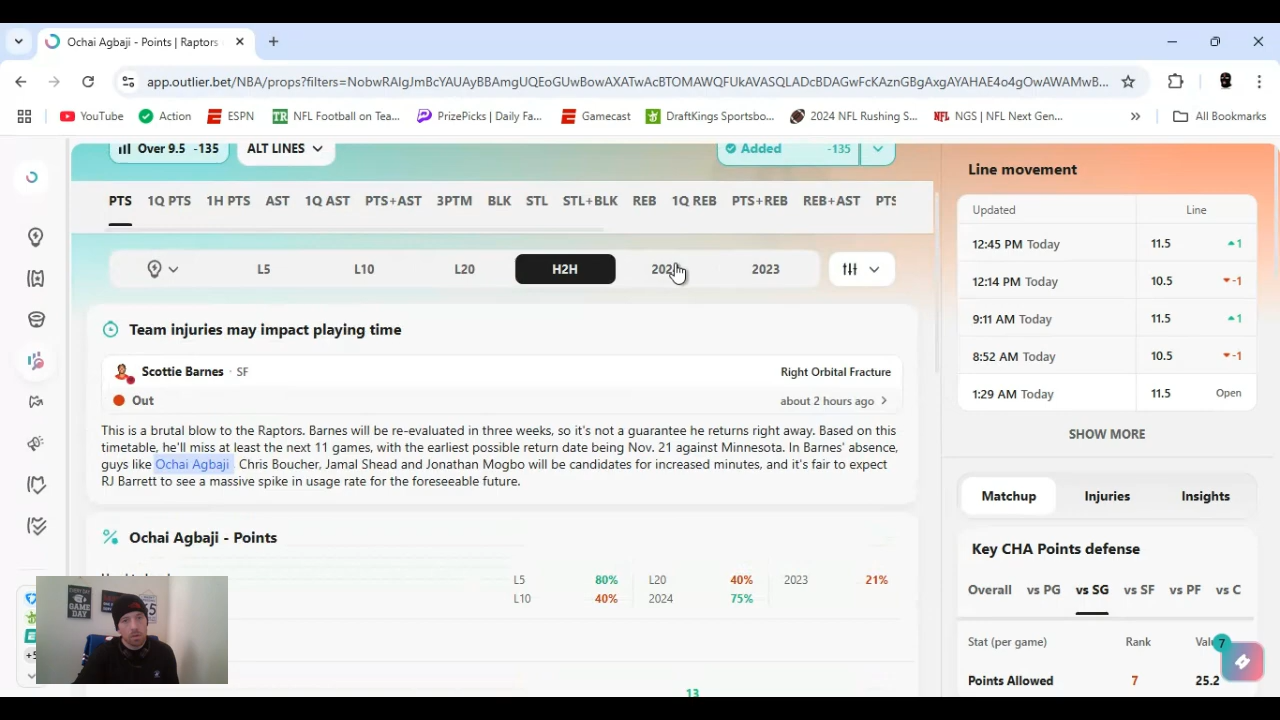 Ochai Agbaji - Points | Raptors
app.outlier.bet/NBA/props?filters=NobwRAlgJmBcYAUAyBBAmgUQEoGUwBowAXATwAcBTOMAWQFUkAVASQLADcBDAGwFcKAznGBgAxgAYAHAE4o4gOwAWAMwB...
YouTube Action ESPN NFL Football on Tea... PrizePicks | Daily Fa... Gamecast DraftKings Sportsbo... 2024 NFL Rushing S... NGS | NFL Next Gen... All Bookmarks
Over 9.5 -135 ALT LINES Added -135
PTS 1Q PTS 1H PTS AST 1Q AST PTS+AST 3PTM BLK STL STL+BLK REB 1Q REB PTS+REB REB+AST PTS
L5 L10 L20 H2H 2023
Team injuries may impact playing time
Scottie Barnes · SF Right Orbital Fracture
Out about 2 hours ago
This is a brutal blow to the Raptors. Barnes will be re-evaluated in three weeks, so it's not a guarantee he returns right away. Based on this
timetable, he'll miss at least the next 11 games, with the earliest possible return date being Nov. 21 against Minnesota. In Barnes' absence,
guys like Ochai Agbaji, Chris Boucher, Jamal Shead and Jonathan Mogbo will be candidates for increased minutes, and it's fair to expect
RJ Barrett to see a massive spike in usage rate for the foreseeable future.
Ochai Agbaji - Points
L5 80% L20 40% 2023 21%
L10 40% 2024 75%
13
Line movement
Updated Line
12:45 PM Today 11.5 1
12:14 PM Today 10.5 -1
9:11 AM Today 11.5 1
8:52 AM Today 10.5 -1
1:29 AM Today 11.5 Open
SHOW MORE
Matchup Injuries Insights
Key CHA Points defense
Overall vs PG vs SG vs SF vs PF vs C
Stat (per game) Rank
7
Points Allowed 7 25.2
GAME
DAY